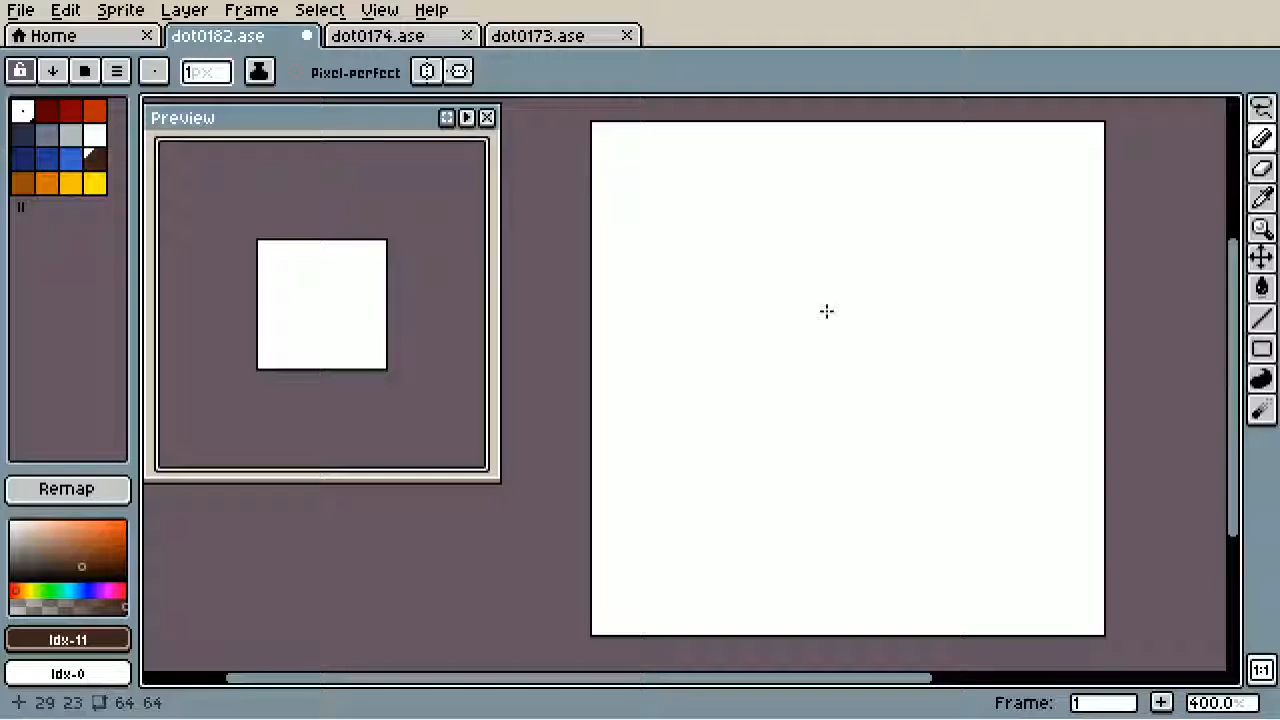 File Edit Sprite Layer Frame Select View Help
Home dot0182.ase dot0174.ase dot0173.ase
1px Pixel-perfect
Preview
Remap
Idx-11
Idx-0
1:1
29 23 64 64 Frame: 1 400.0%